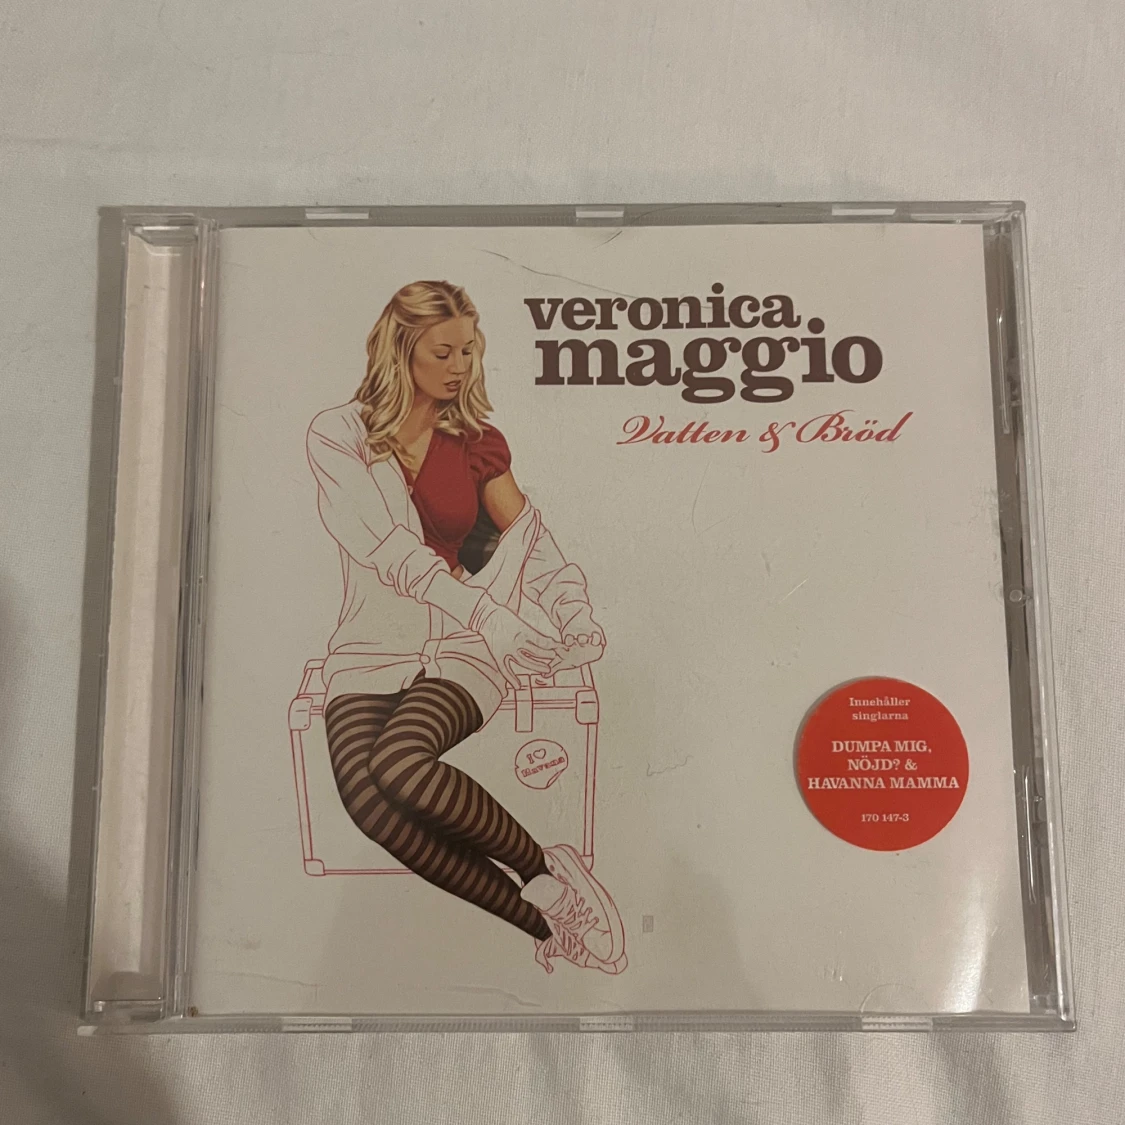 veronica
maggio
Vatten & Bröd
I ♡
Havana
Innehåller
singlarna
DUMPA MIG,
NÖJD? &
HAVANNA MAMMA
170 147-3